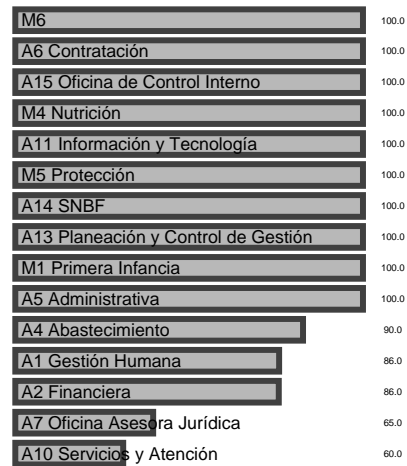 M6 100.0
A6 Contratación 100.0
A15 Oficina de Control Interno 100.0
M4 Nutrición 100.0
A11 Información y Tecnología 100.0
M5 Protección 100.0
A14 SNBF 100.0
A13 Planeación y Control de Gestión 100.0
M1 Primera Infancia 100.0
A5 Administrativa 100.0
A4 Abastecimiento 90.0
A1 Gestión Humana 86.0
A2 Financiera 86.0
A7 Oficina Asesora Jurídica 65.0
A10 Servicios y Atención 60.0